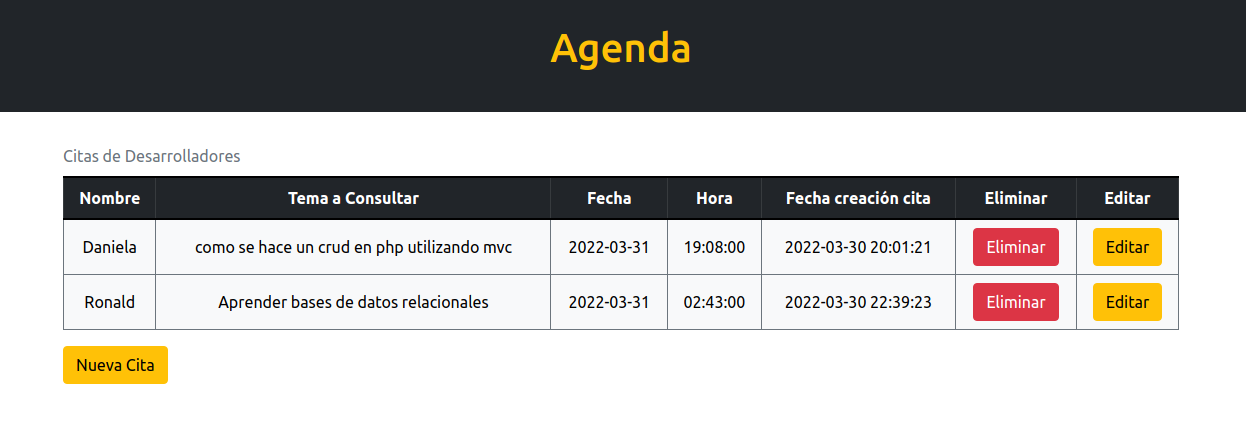 Agenda
Citas de Desarrolladores
Nombre Tema a Consultar Fecha Hora Fecha creación cita Eliminar Editar
Daniela como se hace un crud en php utilizando mvc 2022-03-31 19:08:00 2022-03-30 20:01:21 Eliminar Editar
Ronald Aprender bases de datos relacionales 2022-03-31 02:43:00 2022-03-30 22:39:23 Eliminar Editar
Nueva Cita